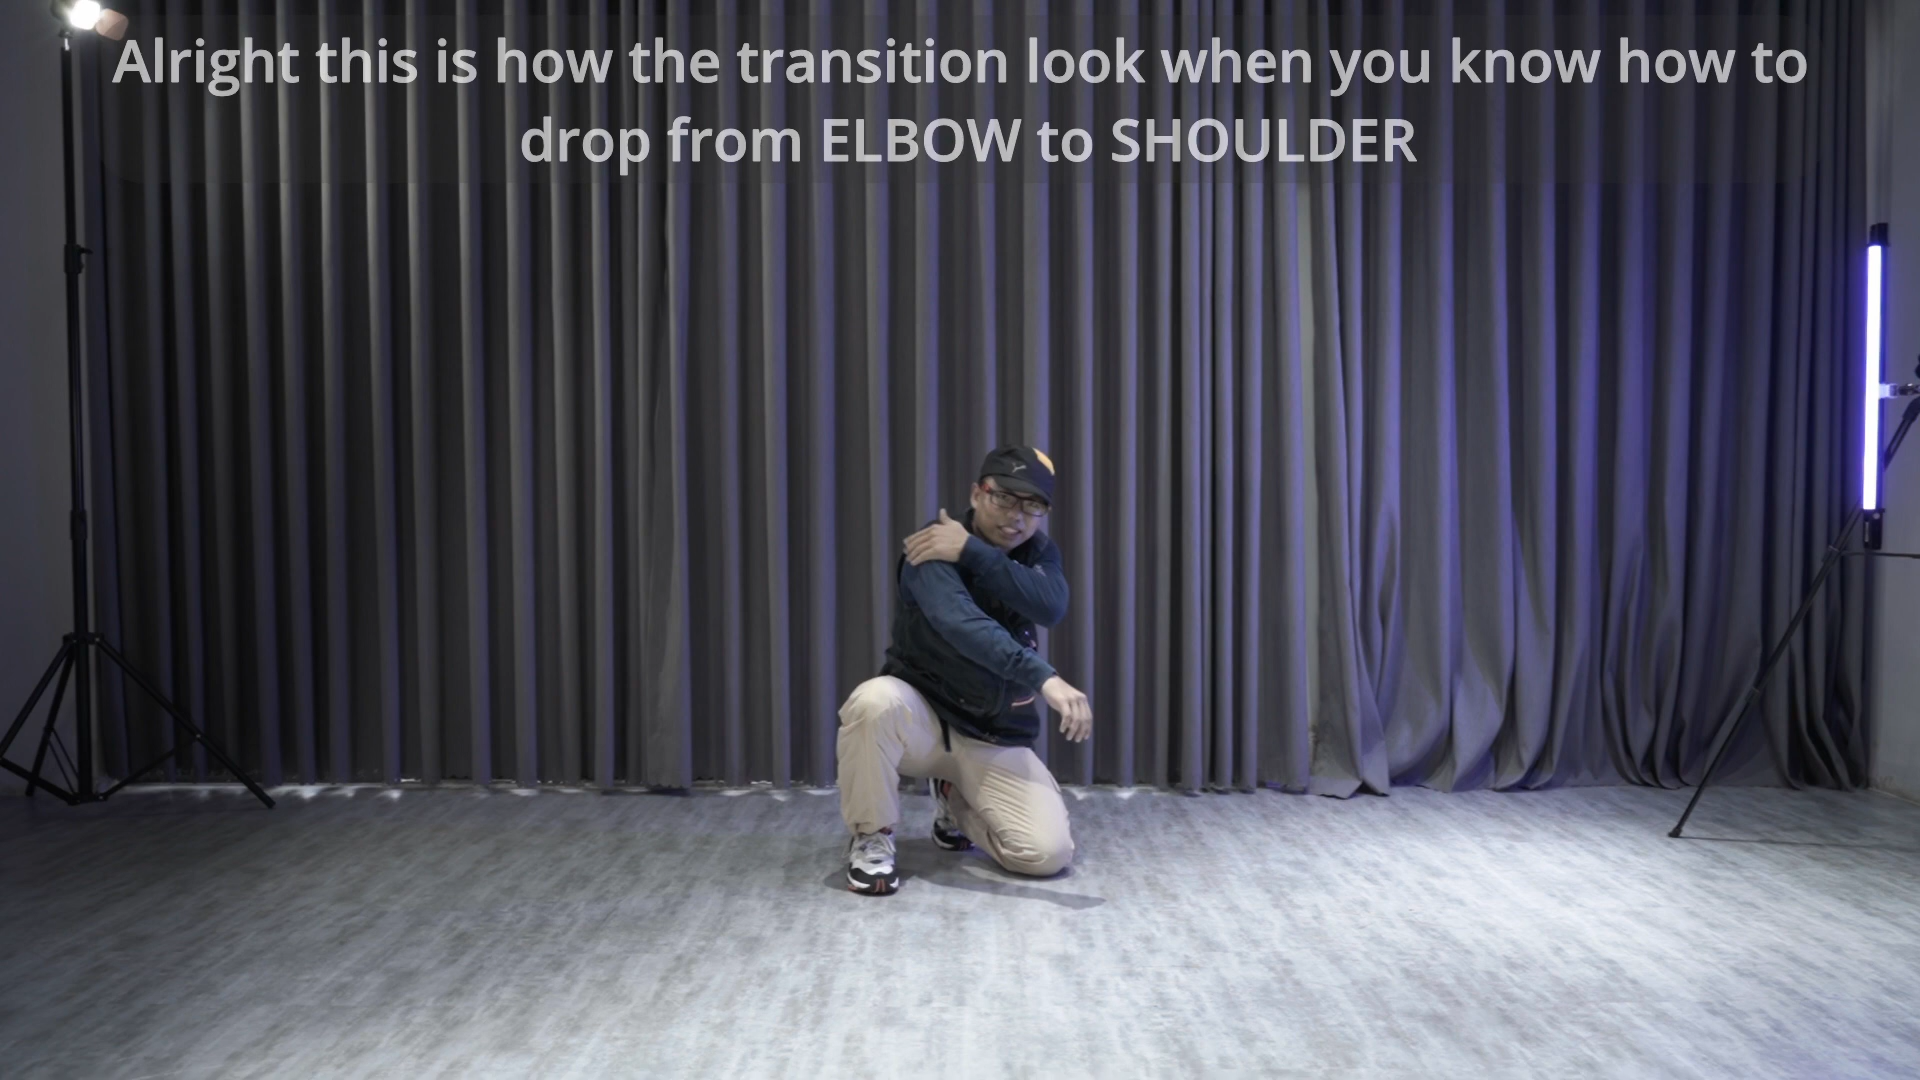 Alright this is how the transition look when you know how to
drop from ELBOW to SHOULDER